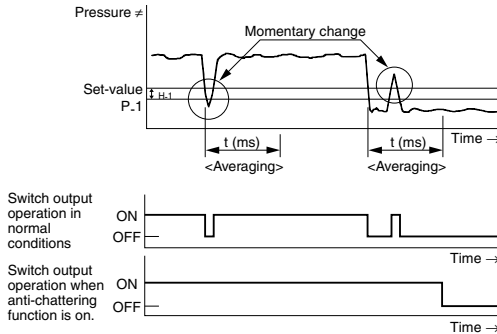 Pressure ≠
Momentary change
Set-value
H-1
P-1
t (ms)
t (ms)
Time →
<Averaging>
<Averaging>
Switch output
operation in
normal
conditions
ON
OFF
Time →
Switch output
operation when
anti-chattering
function is on.
ON
OFF
Time →